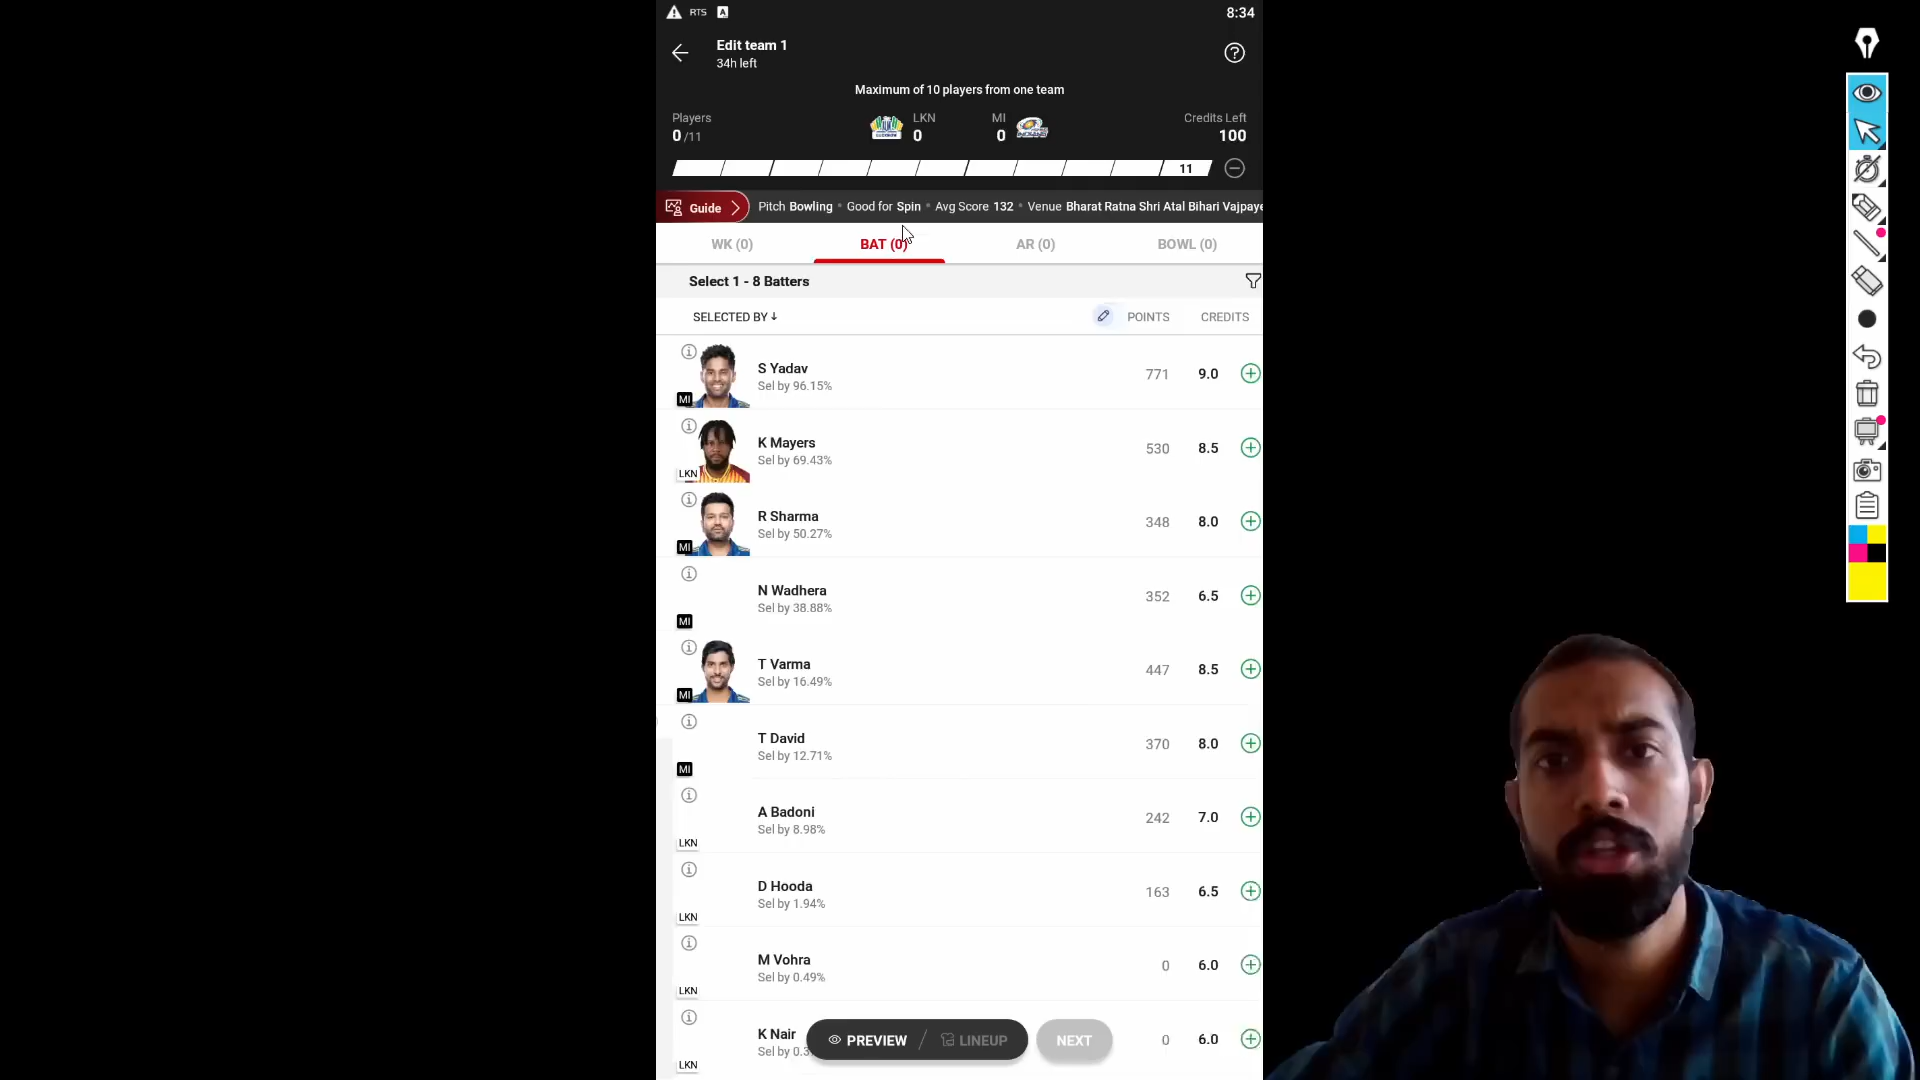 RTS A 8:34
Edit team 1
34h left
Maximum of 10 players from one team
Players LKN MI Credits Left
0 /11 0 0 100
11
Guide Pitch Bowling • Good for Spin • Avg Score 132 • Venue Bharat Ratna Shri Atal Bihari Vajpaye
WK (0) BAT (0) AR (0) BOWL (0)
Select 1 - 8 Batters
SELECTED BY ↓ POINTS CREDITS
S Yadav 771 9.0
Sel by 96.15%
MI
K Mayers 530 8.5
Sel by 69.43%
LKN
R Sharma 348 8.0
Sel by 50.27%
MI
N Wadhera 352 6.5
Sel by 38.88%
MI
T Varma 447 8.5
Sel by 16.49%
MI
T David 370 8.0
Sel by 12.71%
MI
A Badoni 242 7.0
Sel by 8.98%
LKN
D Hooda 163 6.5
Sel by 1.94%
LKN
M Vohra 0 6.0
Sel by 0.49%
LKN
K Nair 0 6.0
Sel by 0.3
LKN
PREVIEW / LINEUP NEXT